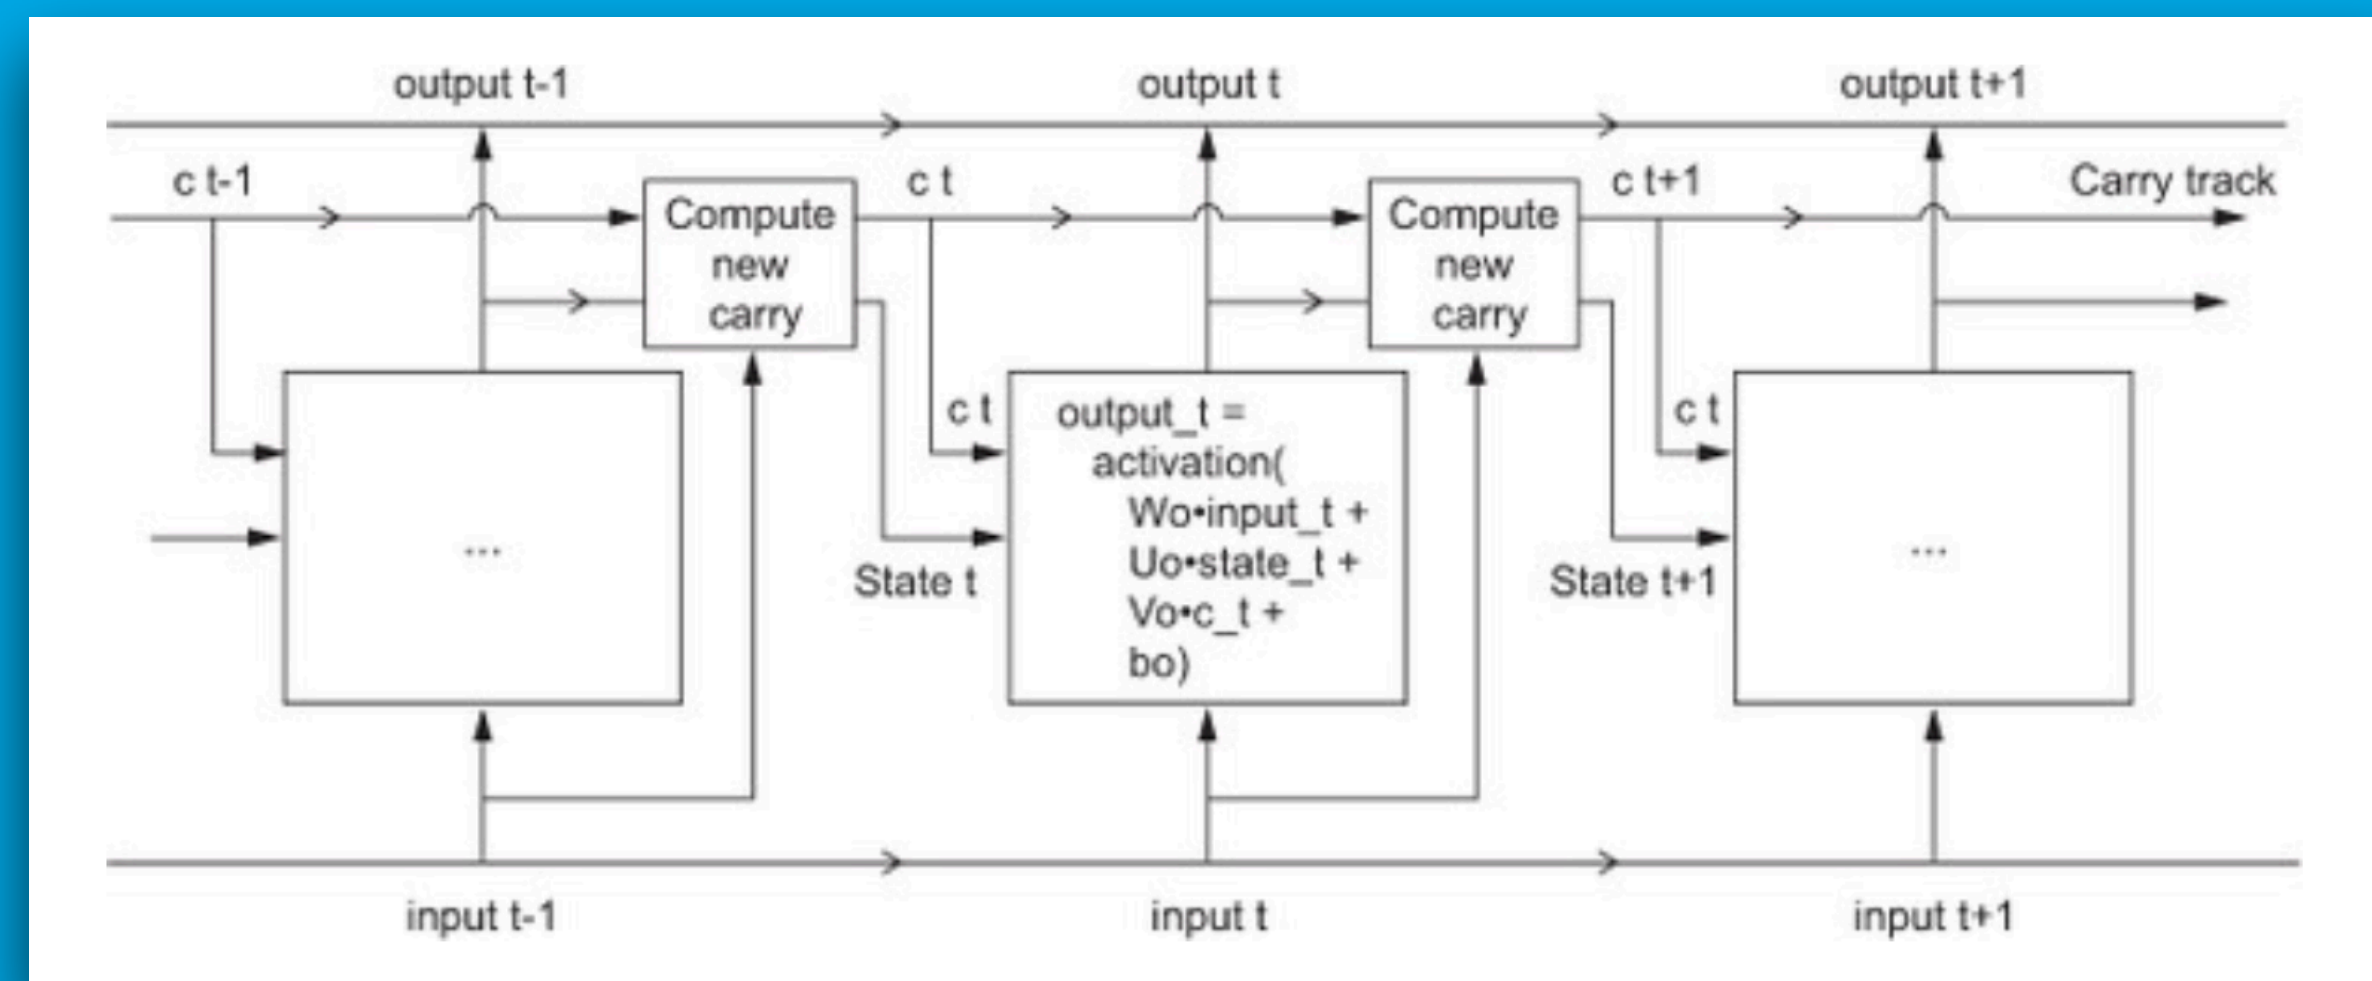 output t-1
output t
output t+1
c t-1
c t
c t+1
Carry track
Compute
new
carry
Compute
new
carry
c t
output_t =
activation(
Wo•input_t +
Uo•state_t +
Vo•c_t +
bo)
c t
...
...
State t
State t+1
input t-1
input t
input t+1